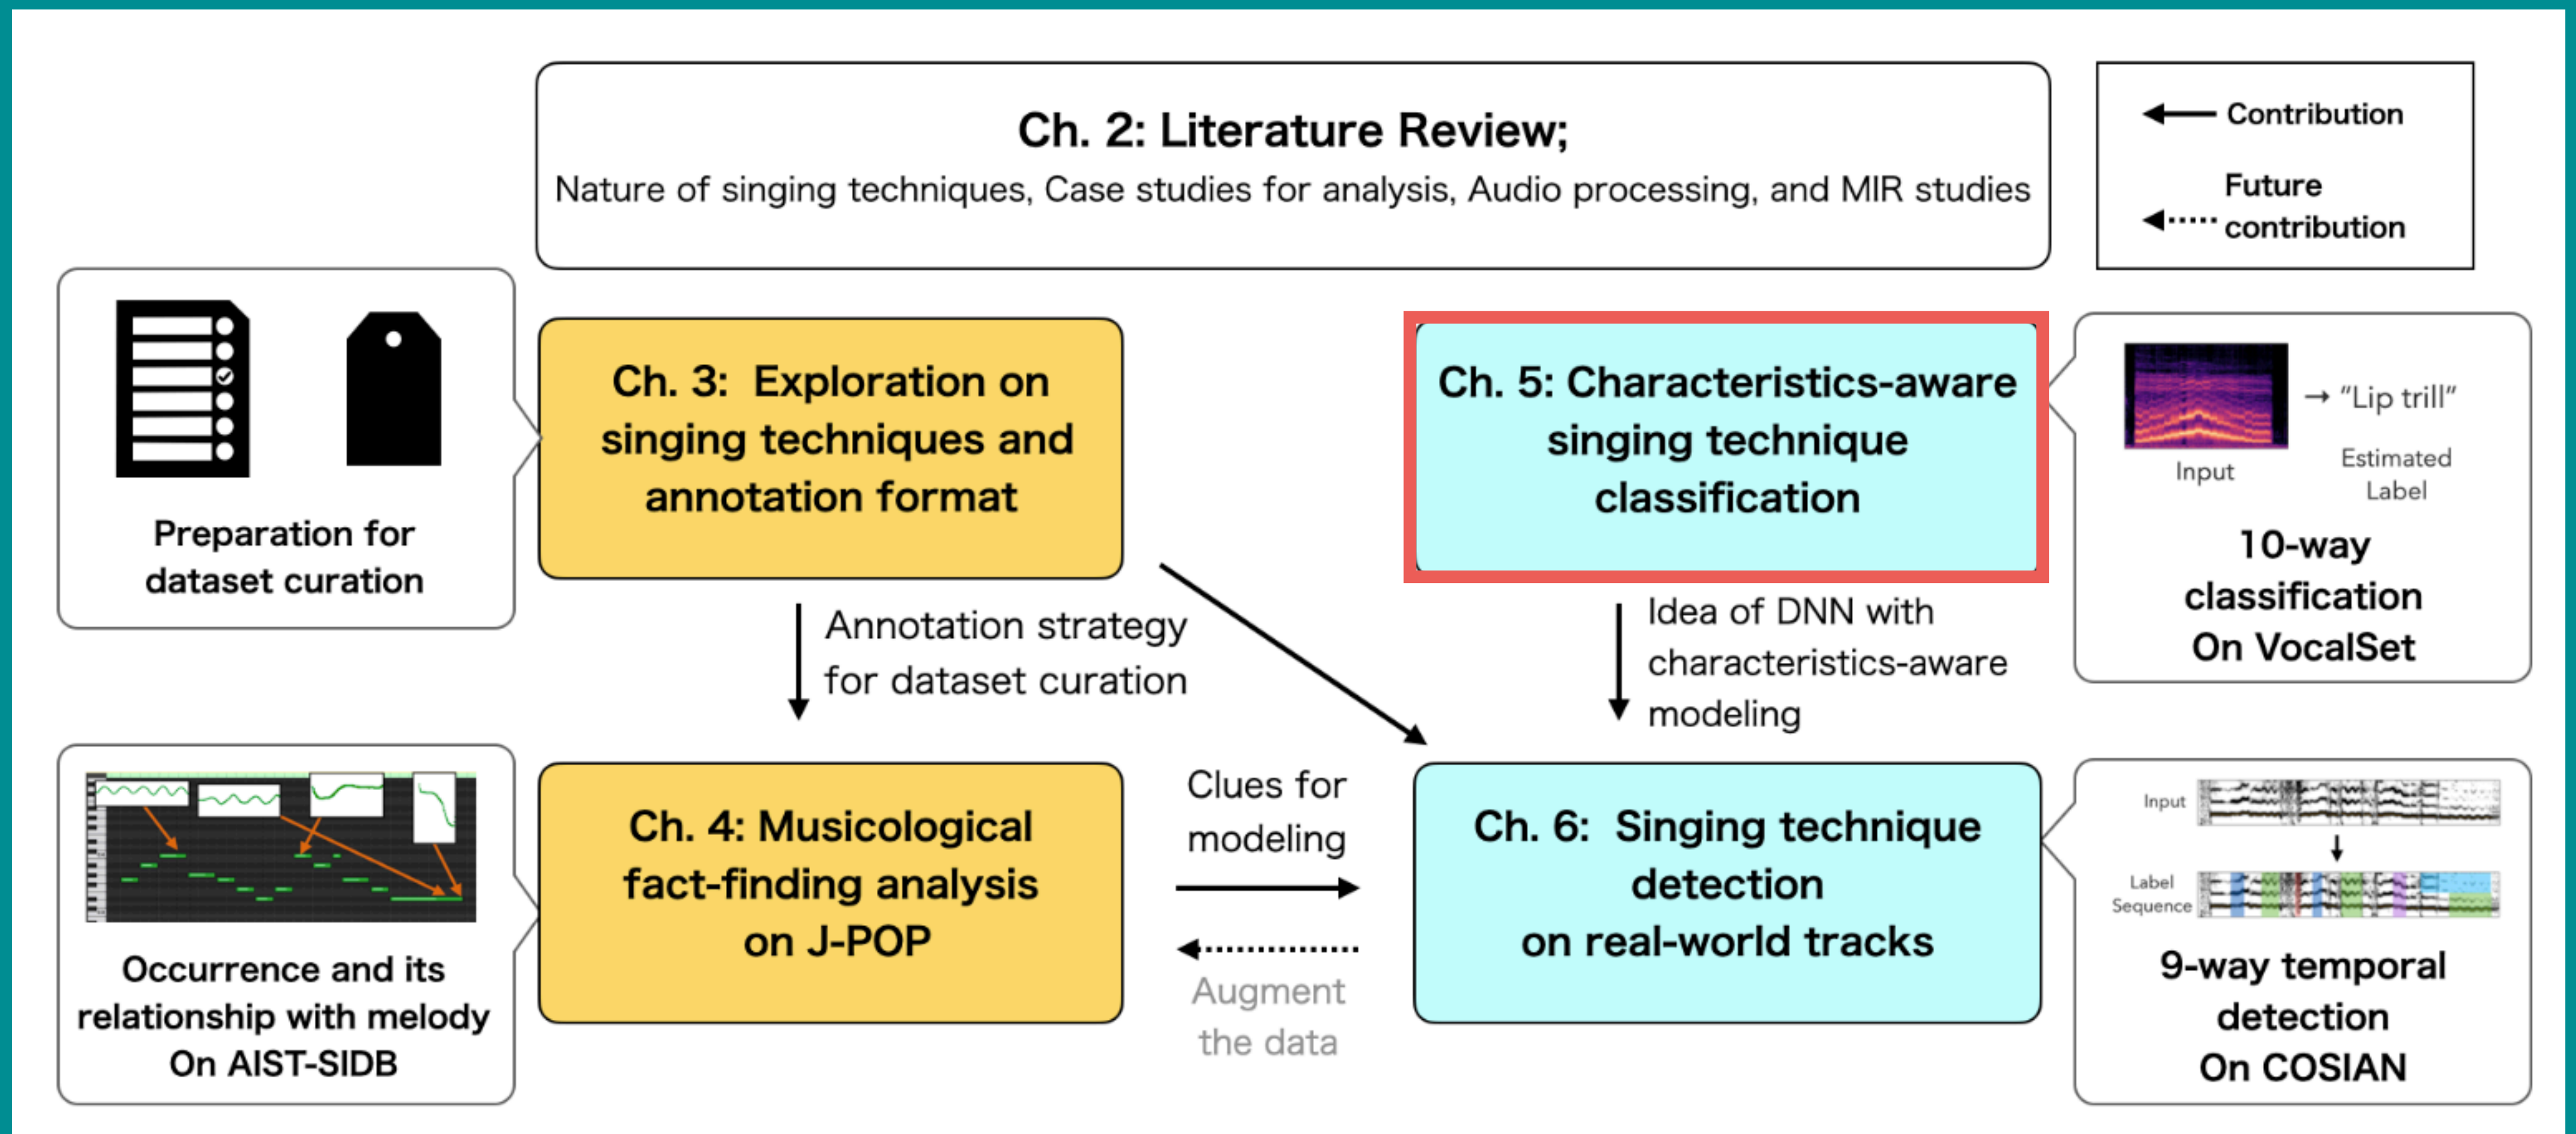 Ch. 2: Literature Review;
Nature of singing techniques, Case studies for analysis, Audio processing, and MIR studies
Contribution
Future
contribution
Preparation for
dataset curation
Ch. 3: Exploration on
singing techniques and
annotation format
Ch. 5: Characteristics-aware
singing technique
classification
→ “Lip trill”
Input
Estimated
Label
10-way
classification
On VocalSet
Annotation strategy
for dataset curation
Idea of DNN with
characteristics-aware
modeling
Occurrence and its
relationship with melody
On AIST-SIDB
Ch. 4: Musicological
fact-finding analysis
on J-POP
Clues for
modeling
Augment
the data
Ch. 6: Singing technique
detection
on real-world tracks
Input
Label
Sequence
9-way temporal
detection
On COSIAN